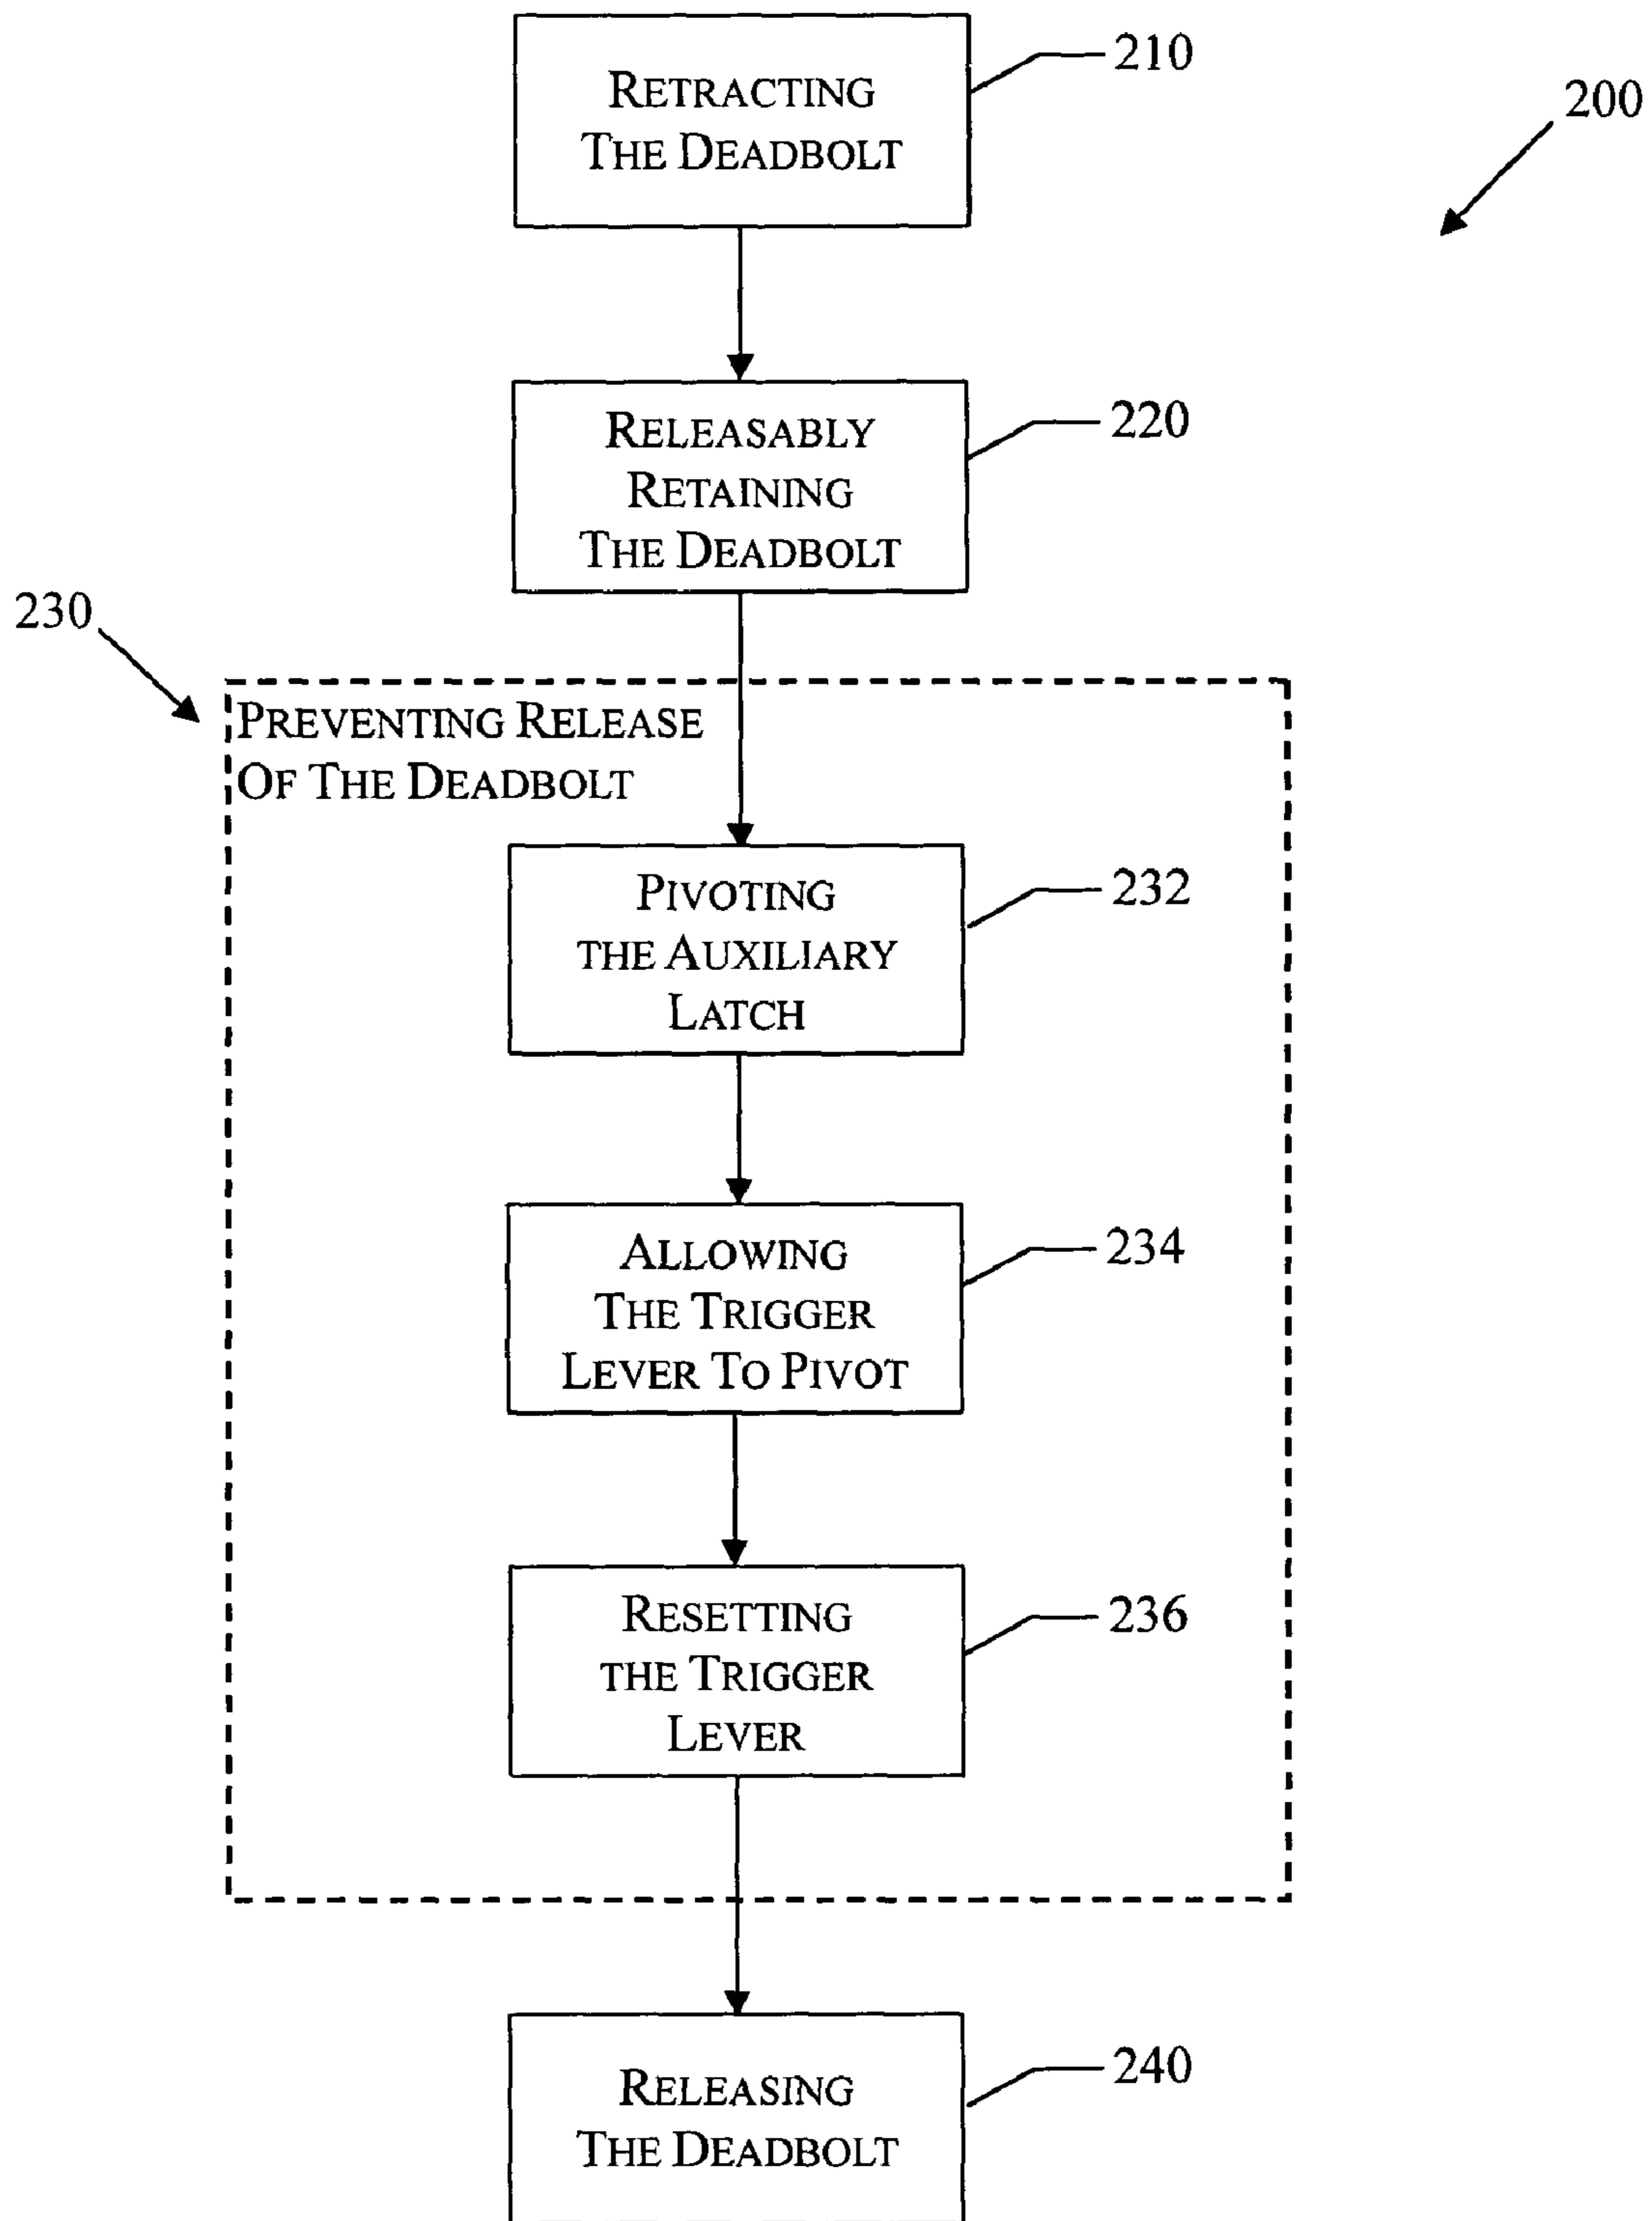 RETRACTING
THE DEADBOLT
210
200
RELEASABLY
RETAINING
THE DEADBOLT
220
230
PREVENTING RELEASE
OF THE DEADBOLT
PIVOTING
THE AUXILIARY
LATCH
232
ALLOWING
THE TRIGGER
LEVER TO PIVOT
234
RESETTING
THE TRIGGER
LEVER
236
RELEASING
THE DEADBOLT
240